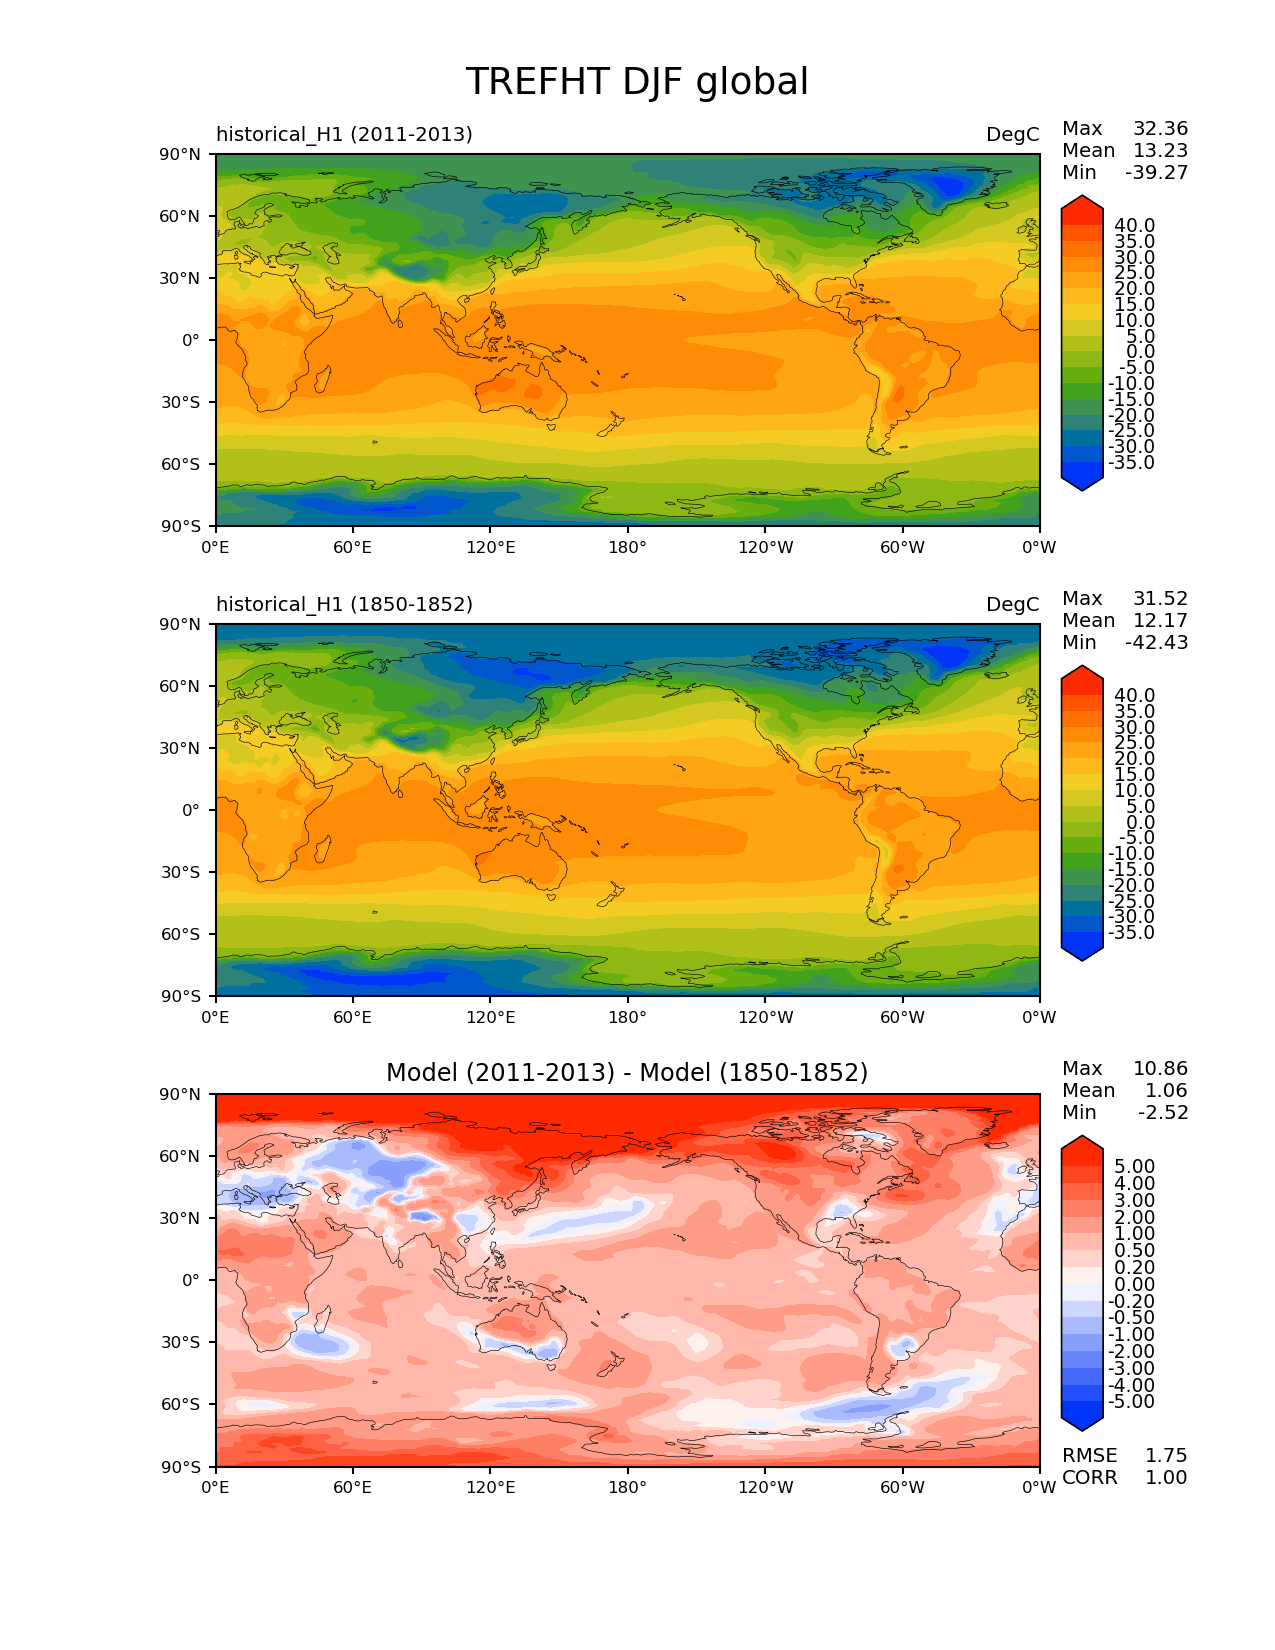 TREFHT DJF global
historical_H1 (2011-2013) DegC
Max 32.36
Mean 13.23
Min -39.27
90°N
60°N
30°N
0°
30°S
60°S
90°S
0°E 60°E 120°E 180° 120°W 60°W 0°W
40.0
35.0
30.0
25.0
20.0
15.0
10.0
5.0
0.0
-5.0
-10.0
-15.0
-20.0
-25.0
-30.0
-35.0
historical_H1 (1850-1852) DegC
Max 31.52
Mean 12.17
Min -42.43
90°N
60°N
30°N
0°
30°S
60°S
90°S
0°E 60°E 120°E 180° 120°W 60°W 0°W
40.0
35.0
30.0
25.0
20.0
15.0
10.0
5.0
0.0
-5.0
-10.0
-15.0
-20.0
-25.0
-30.0
-35.0
Model (2011-2013) - Model (1850-1852)
Max 10.86
Mean 1.06
Min -2.52
90°N
60°N
30°N
0°
30°S
60°S
90°S
0°E 60°E 120°E 180° 120°W 60°W 0°W
5.00
4.00
3.00
2.00
1.00
0.50
0.20
0.00
-0.20
-0.50
-1.00
-2.00
-3.00
-4.00
-5.00
RMSE 1.75
CORR 1.00